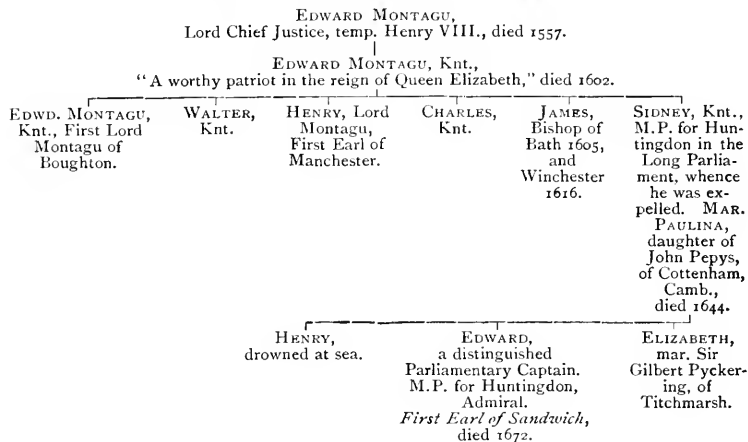 EDWARD MONTAGU,
Lord Chief Justice, temp. Henry VIII., died 1557.
EDWARD MONTAGU, Knt.,
"A worthy patriot in the reign of Queen Elizabeth," died 1602.
EDWD. MONTAGU,
Knt., First Lord
Montagu of
Boughton.
WALTER,
Knt.
HENRY, Lord
Montagu,
First Earl of
Manchester.
CHARLES,
Knt.
JAMES,
Bishop of
Bath 1605,
and
Winchester
1616.
SIDNEY, Knt.,
M.P. for Hun-
tingdon in the
Long Parlia-
ment, whence
he was ex-
pelled. MAR.
PAULINA,
daughter of
John Pepys,
of Cottenham,
Camb.,
died 1644.
HENRY,
drowned at sea.
EDWARD,
a distinguished
Parliamentary Captain.
M.P. for Huntingdon,
Admiral.
First Earl of Sandwich,
died 1672.
ELIZABETH,
mar. Sir
Gilbert Pycker-
ing, of
Titchmarsh.